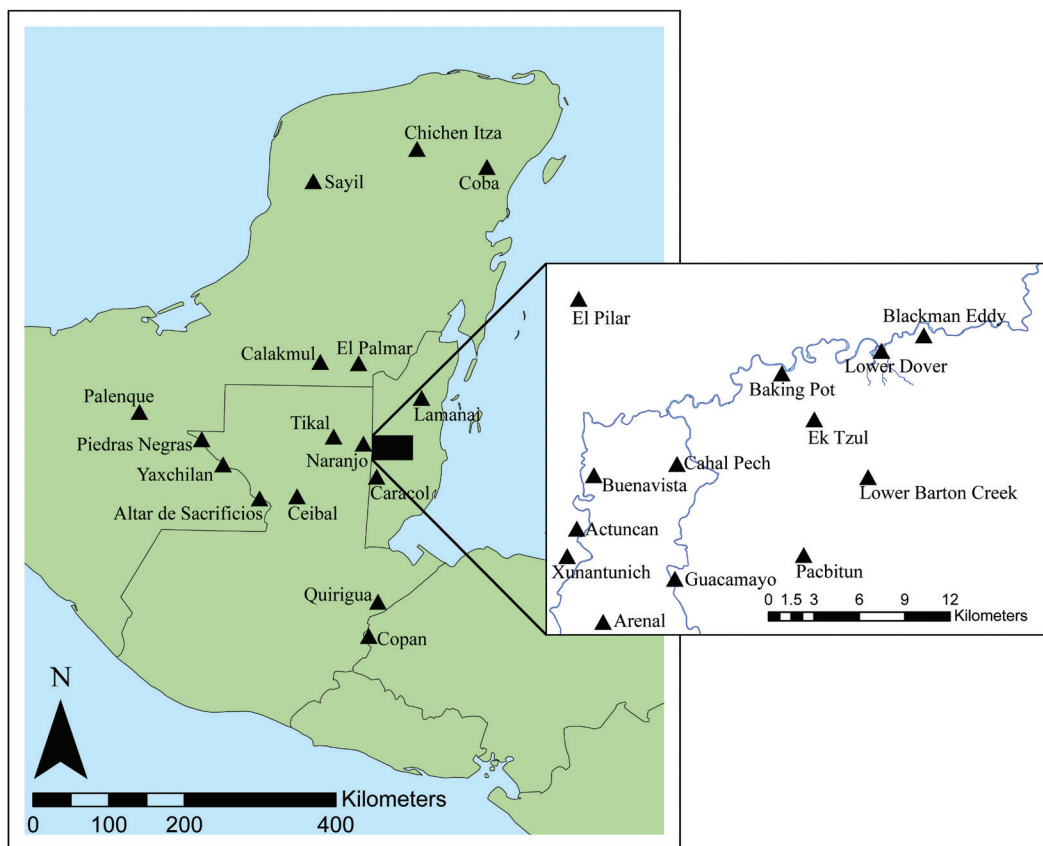 Chichen Itza
Sayil
Coba
Calakmul
El Palmar
Palenque
Lamanai
Tikal
Piedras Negras
Naranjo
Yaxchilan
Caracol
Altar de Sacrificios
Ceibal
Quirigua
Copan
N
Kilometers
0 100 200 400
El Pilar
Blackman Eddy
Lower Dover
Baking Pot
Ek Tzul
Cahal Pech
Buenavista
Lower Barton Creek
Actuncan
Xunantunich
Pacbitun
Guacamayo
0 1.5 3 6 9 12
Kilometers
Arenal